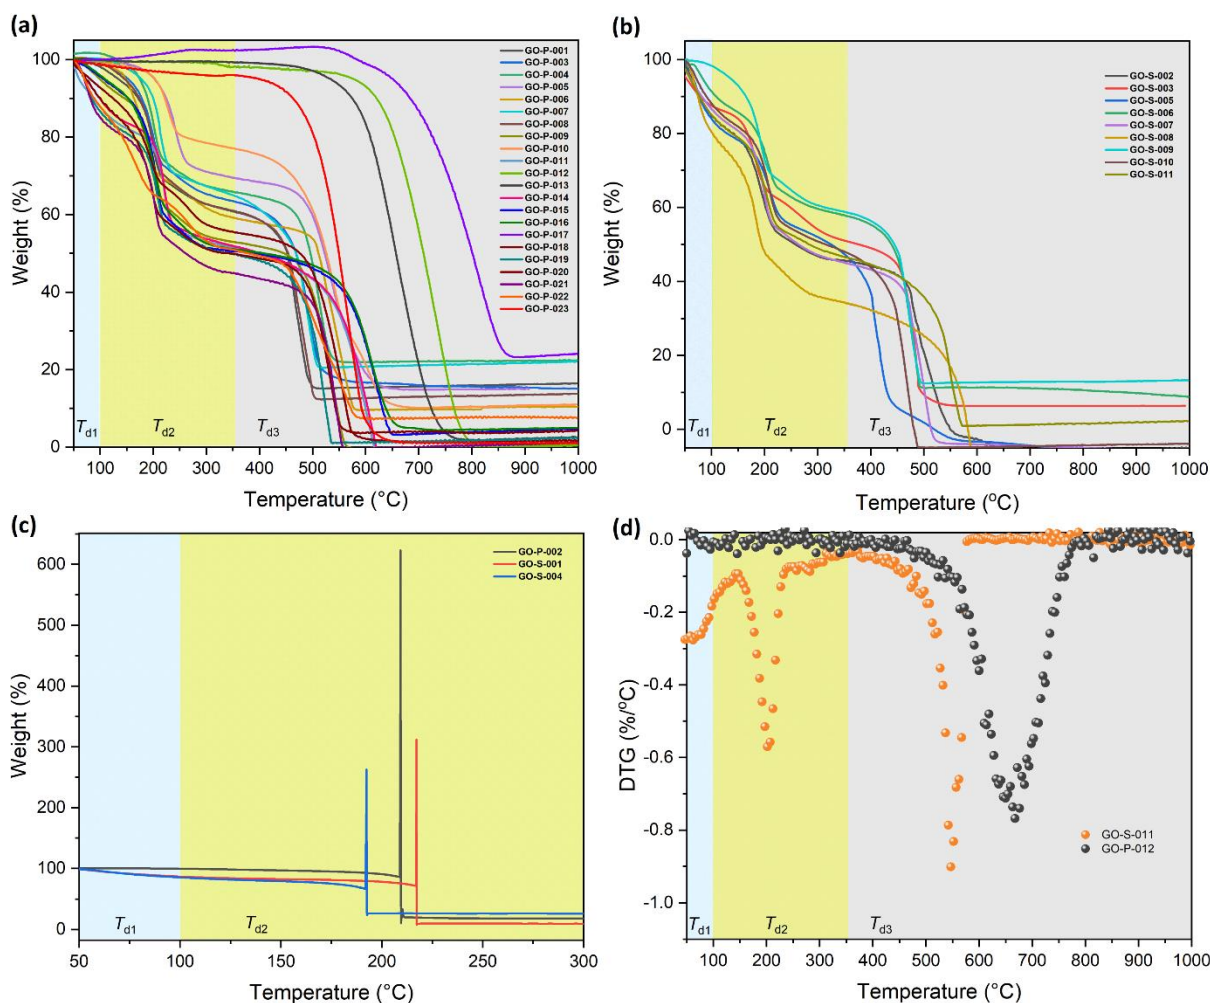 (a)
100
80
60
40
20
0
Weight (%)
GO-P-001
GO-P-003
GO-P-004
GO-P-005
GO-P-006
GO-P-007
GO-P-008
GO-P-009
GO-P-010
GO-P-011
GO-P-012
GO-P-013
GO-P-014
GO-P-015
GO-P-016
GO-P-017
GO-P-018
GO-P-019
GO-P-020
GO-P-021
GO-P-022
GO-P-023
Td1
Td2
Td3
100 200 300 400 500 600 700 800 900 1000
Temperature (°C)
(b)
100
80
60
40
20
0
Weight (%)
GO-S-002
GO-S-003
GO-S-005
GO-S-006
GO-S-007
GO-S-008
GO-S-009
GO-S-010
GO-S-011
Td1
Td2
Td3
100 200 300 400 500 600 700 800 900 1000
Temperature (°C)
(c)
600
500
400
300
200
100
0
Weight (%)
GO-P-002
GO-S-001
GO-S-004
Td1
Td2
50 100 150 200 250 300
Temperature (°C)
(d)
0.0
-0.2
-0.4
-0.6
-0.8
-1.0
DTG (%/°C)
GO-S-011
GO-P-012
Td1
Td2
Td3
100 200 300 400 500 600 700 800 900 1000
Temperature (°C)